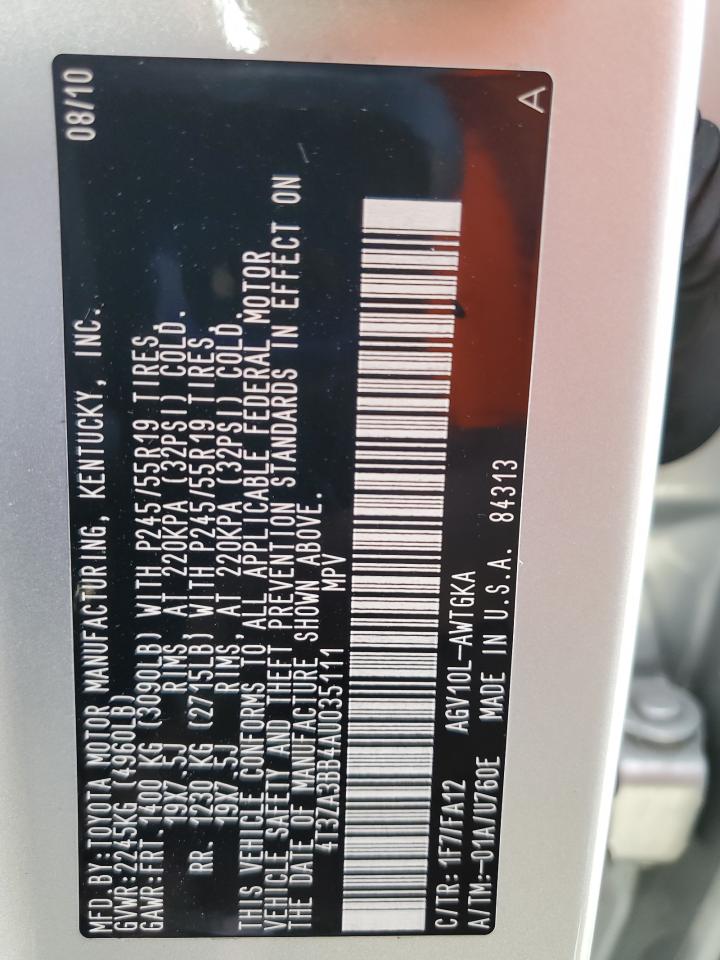 MFD.BY:TOYOTA MOTOR MANUFACTURING, KENTUCKY, INC. 08/10
GVWR:2245KG (4960LB)
GAWR:FRT.1400 KG (3090LB) WITH P245/55R19 TIRES,
19X7.5J RIMS, AT 220KPA (32PSI) COLD.
RR. 1230 KG (2715LB) WITH P245/55R19 TIRES,
19X7.5J RIMS, AT 220KPA (32PSI) COLD.
THIS VEHICLE CONFORMS TO ALL APPLICABLE FEDERAL MOTOR
VEHICLE SAFETY AND THEFT PREVENTION STANDARDS IN EFFECT ON
THE DATE OF MANUFACTURE SHOWN ABOVE.
4T3ZA3BB4AU035111 MPV
C/TR: 1F7/FA12 AGV10L-AWTGKA
A/TM:-01A/U760E MADE IN U.S.A. 84313 A